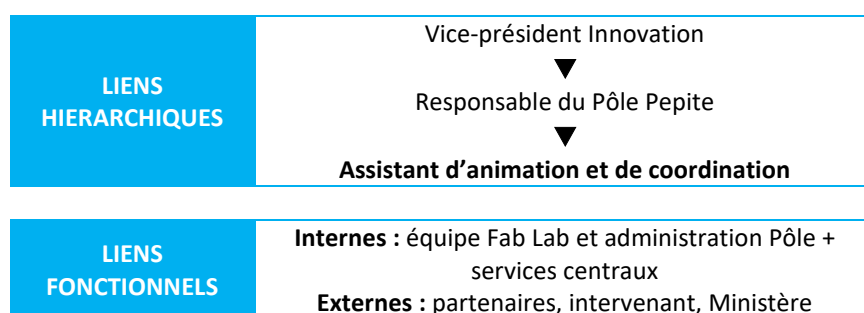 LIENS
HIERARCHIQUES
Vice-président Innovation
▼
Responsable du Pôle Pepite
▼
Assistant d’animation et de coordination
LIENS
FONCTIONNELS
Internes : équipe Fab Lab et administration Pôle +
services centraux
Externes : partenaires, intervenant, Ministère